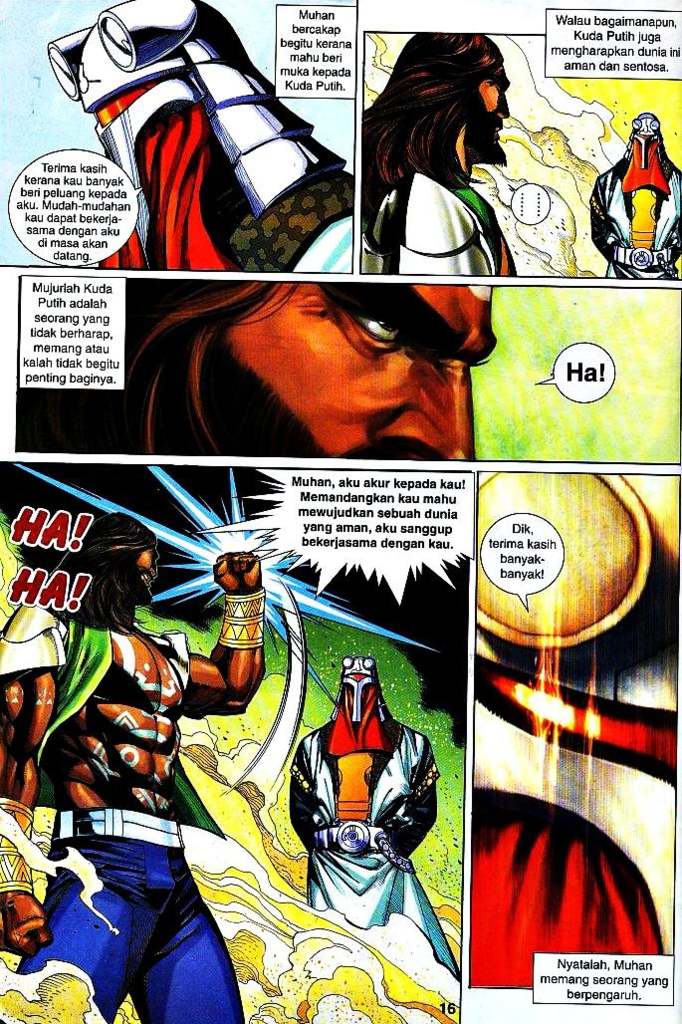 Muhan
bercakap
begitu kerana
mahu beri
muka kepada
Kuda Putih.
Terima kasih
kerana kau banyak
beri peluang kepada
aku. Mudah-mudahan
kau dapat bekerja-
sama dengan aku
di masa akan
datang.
Walau bagaimanapun,
Kuda Putih juga
mengharapkan dunia ini
aman dan sentosa.
Mujurlah Kuda
Putih adalah
seorang yang
tidak berharap,
memang atau
kalah tidak begitu
penting baginya.
Ha!
HA!
HA!
Muhan, aku akur kepada kau!
Memandangkan kau mahu
mewujudkan sebuah dunia
yang aman, aku sanggup
bekerjasama dengan kau.
Dik,
terima kasih
banyak-
banyak!
Nyatalah, Muhan
memang seorang yang
berpengaruh.
16